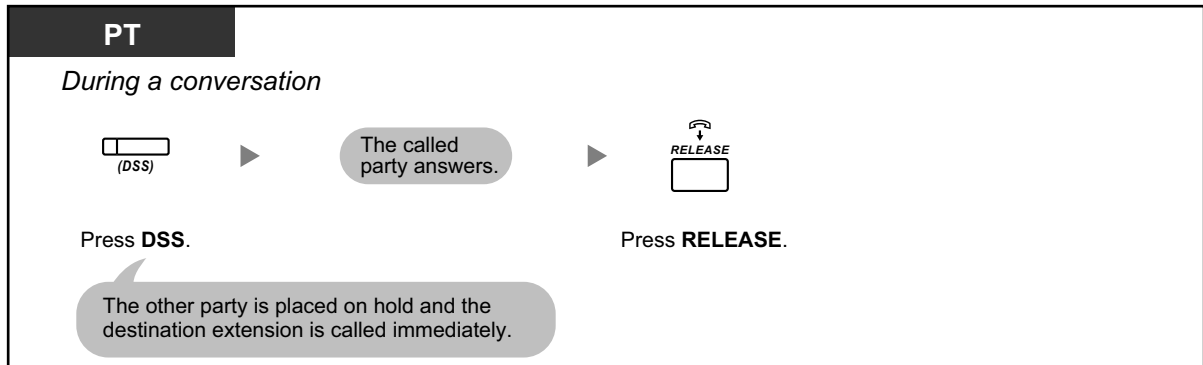 PT
During a conversation
(DSS)
The called
party answers.
RELEASE
Press DSS.
Press RELEASE.
The other party is placed on hold and the
destination extension is called immediately.